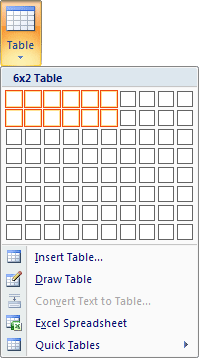 Table
6x2 Table
Insert Table...
Draw Table
Convert Text to Table...
Excel Spreadsheet
Quick Tables